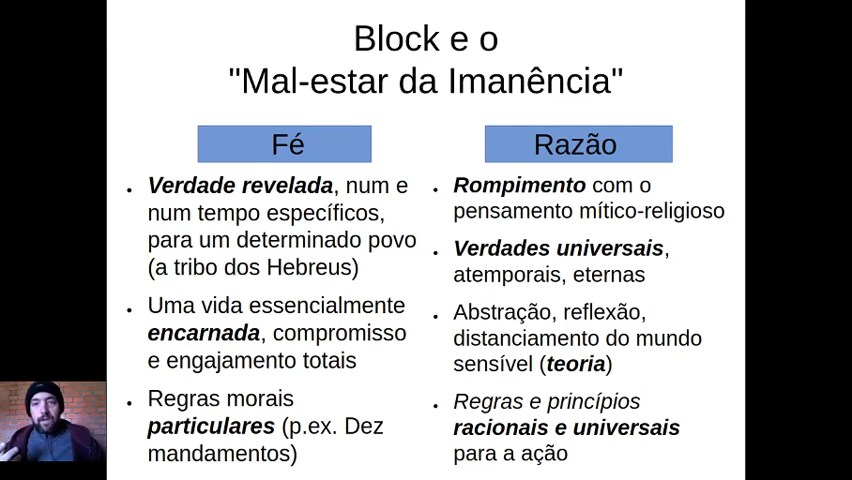 Block e o
"Mal-estar da Imanência"
Fé
Verdade revelada, num e
num tempo específicos,
para um determinado povo
(a tribo dos Hebreus)
Uma vida essencialmente
encarnada, compromisso
e engajamento totais
Regras morais
particulares (p.ex. Dez
mandamentos)
Razão
Rompimento com o
pensamento mítico-religioso
Verdades universais,
atemporais, eternas
Abstração, reflexão,
distanciamento do mundo
sensível (teoria)
Regras e princípios
racionais e universais
para a ação